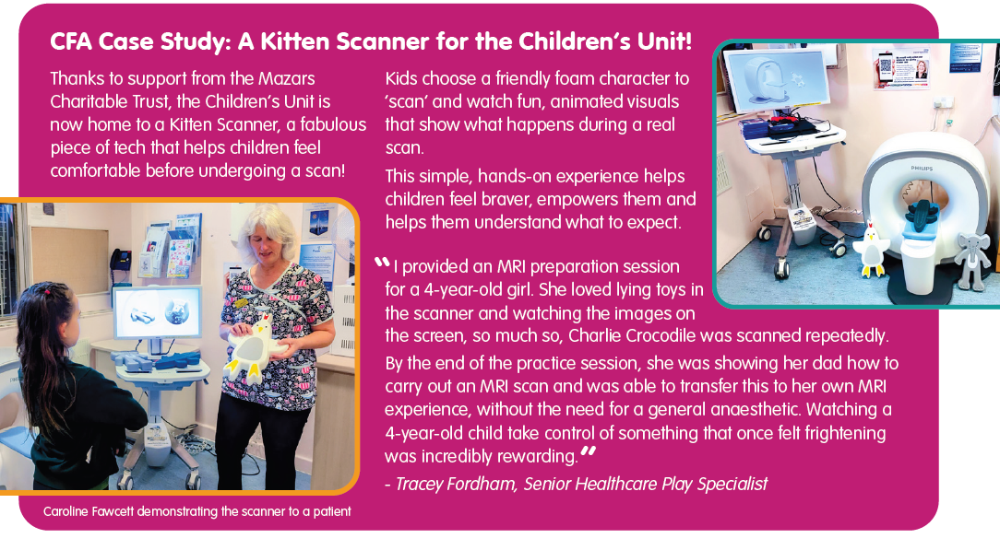 CFA Case Study: A Kitten Scanner for the Children's Unit!
Thanks to support from the Mazars
Charitable Trust, the Children's Unit is
now home to a Kitten Scanner, a fabulous
piece of tech that helps children feel
comfortable before undergoing a scan!
Kids choose a friendly foam character to
'scan' and watch fun, animated visuals
that show what happens during a real
scan.
This simple, hands-on experience helps
children feel braver, empowers them and
helps them understand what to expect.
"I provided an MRI preparation session
for a 4-year-old girl. She loved lying toys in
the scanner and watching the images on
the screen, so much so, Charlie Crocodile was scanned repeatedly.
By the end of the practice session, she was showing her dad how to
carry out an MRI scan and was able to transfer this to her own MRI
experience, without the need for a general anaesthetic. Watching a
4-year-old child take control of something that once felt frightening
was incredibly rewarding."
- Tracey Fordham, Senior Healthcare Play Specialist
Caroline Fawcett demonstrating the scanner to a patient
PHILIPS